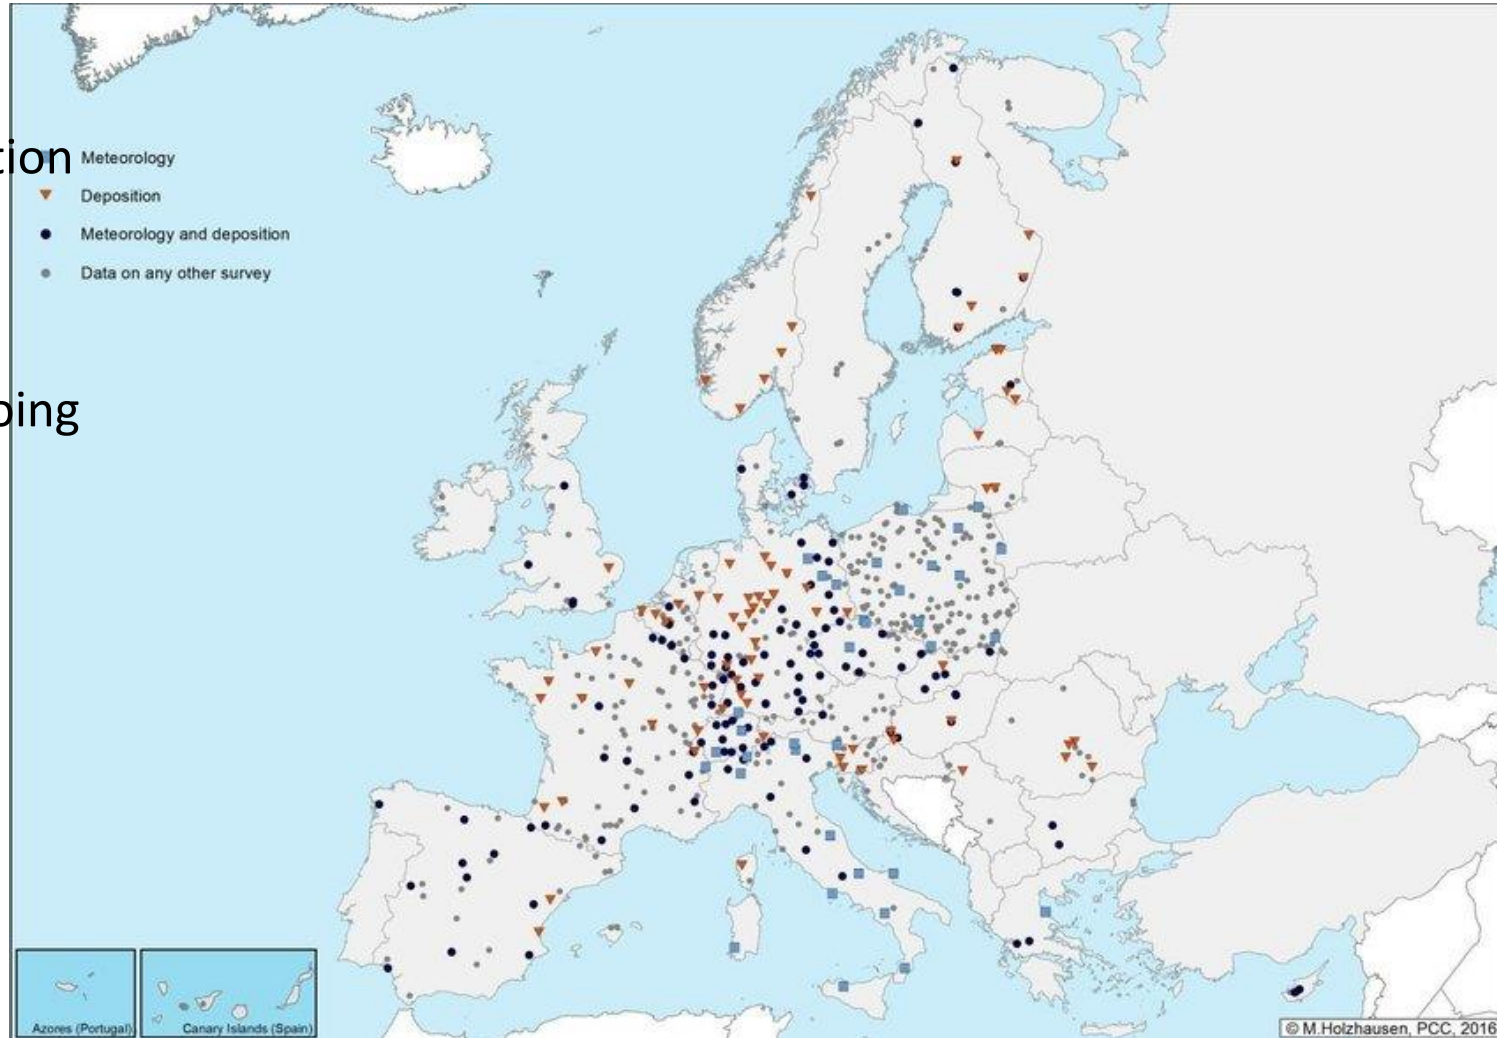 tion
Meteorology
Deposition
Meteorology and deposition
Data on any other survey
ping
Azores (Portugal)
Canary Islands (Spain)
© M.Holzhausen, PCC, 2016